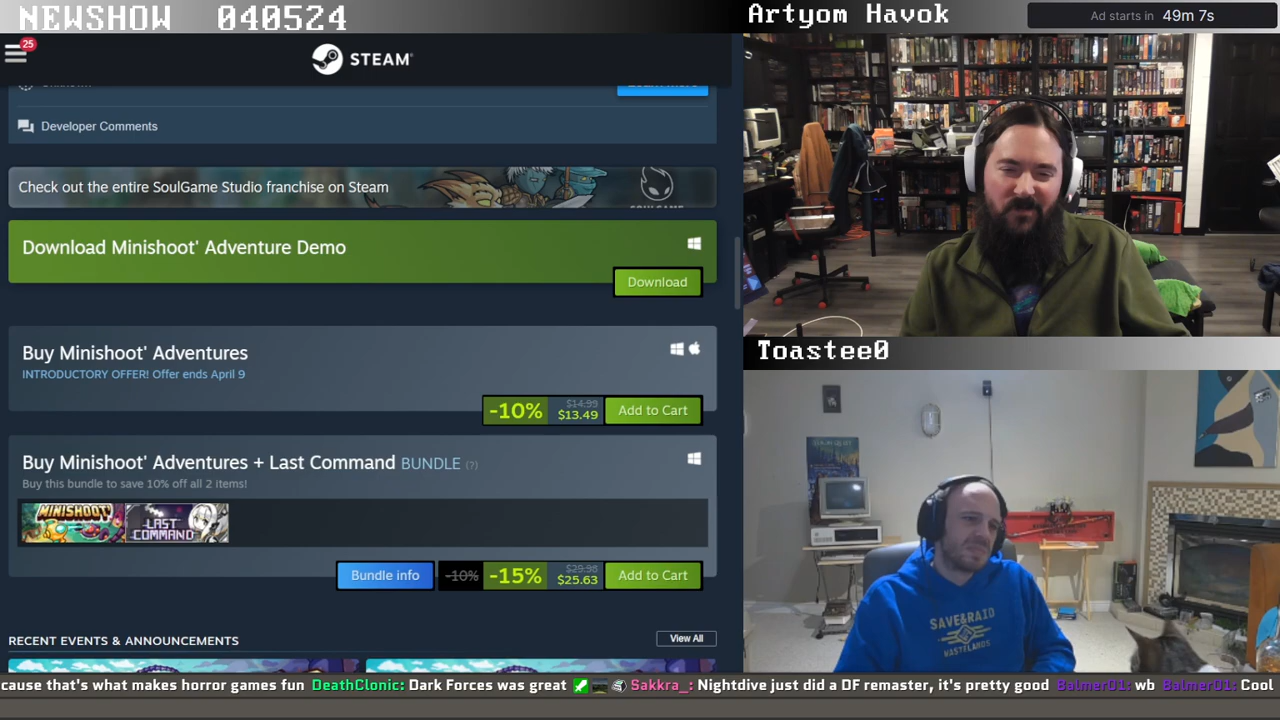 NEWSHOW 040524
Artyom Havok
Ad starts in 49m 7s
25
STEAM
Developer Comments
Check out the entire SoulGame Studio franchise on Steam
SOULGAME
Download Minishoot' Adventure Demo
Download
Buy Minishoot' Adventures
INTRODUCTORY OFFER! Offer ends April 9
-10% $14.99 $13.49 Add to Cart
Buy Minishoot' Adventures + Last Command BUNDLE (?)
Buy this bundle to save 10% off all 2 items!
MINISHOOT'
LAST COMMAND
Bundle info -10% -15% $29.98 $25.63 Add to Cart
RECENT EVENTS & ANNOUNCEMENTS
View All
Toastee0
SAVE&RAID
WASTELANDS
cause that's what makes horror games fun DeathClonic: Dark Forces was great Sakkra_: Nightdive just did a DF remaster, it's pretty good Balmer01: wb Balmer01: Cool